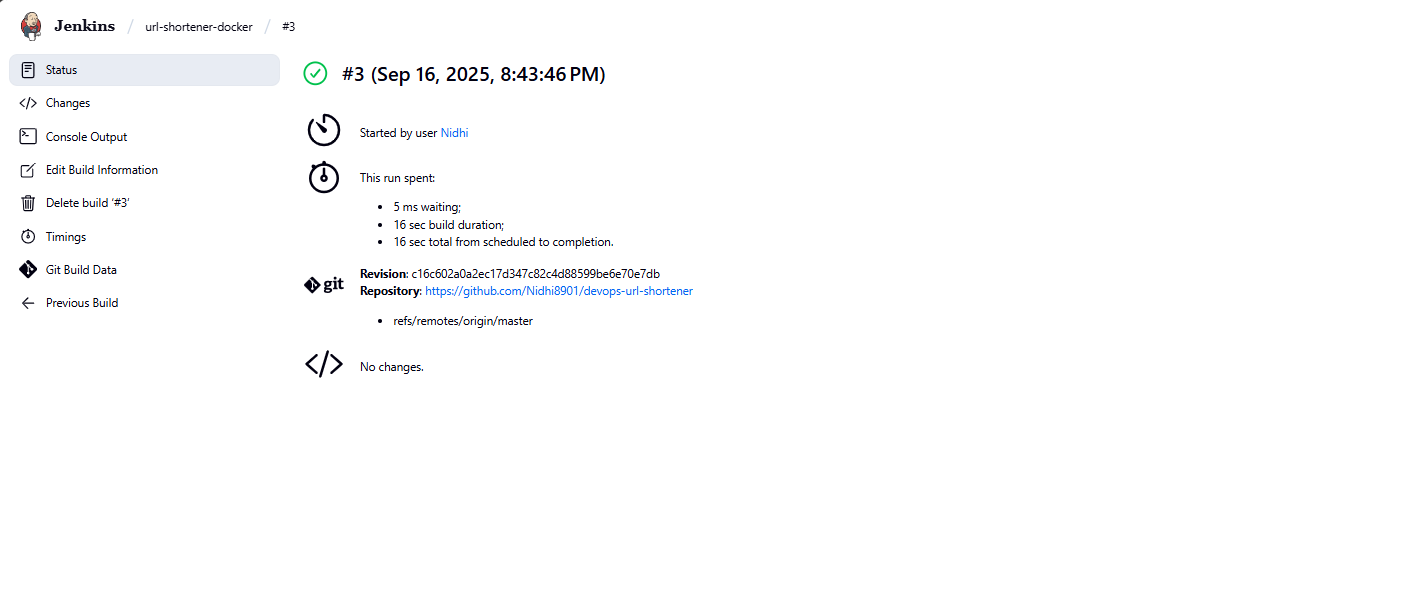 Jenkins / url-shortener-docker / #3
Status
Changes
Console Output
Edit Build Information
Delete build ‘#3’
Timings
Git Build Data
Previous Build
#3 (Sep 16, 2025, 8:43:46 PM)
Started by user Nidhi
This run spent:
5 ms waiting;
16 sec build duration;
16 sec total from scheduled to completion.
git
Revision: c16c602a0a2ec17d347c82c4d88599be6e70e7db
Repository: https://github.com/Nidhi8901/devops-url-shortener
refs/remotes/origin/master
No changes.